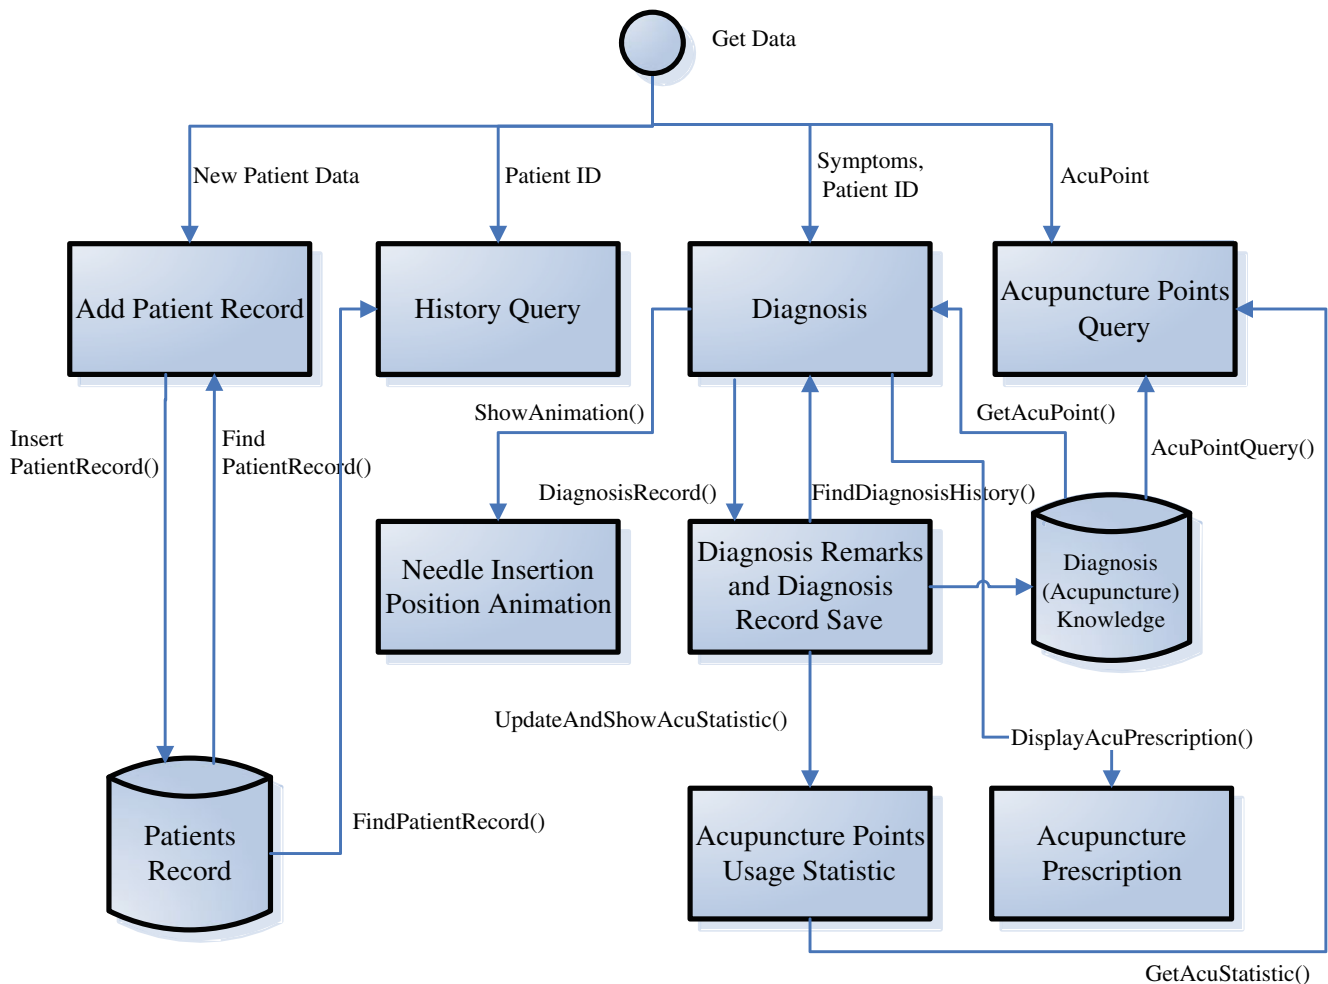 Get Data
New Patient Data
Patient ID
Symptoms,
Patient ID
AcuPoint
Add Patient Record
History Query
Diagnosis
Acupuncture Points
Query
Insert
PatientRecord()
Find
PatientRecord()
ShowAnimation()
GetAcuPoint()
AcuPointQuery()
DiagnosisRecord()
FindDiagnosisHistory()
Needle Insertion
Position Animation
Diagnosis Remarks
and Diagnosis
Record Save
Diagnosis
(Acupuncture)
Knowledge
UpdateAndShowAcuStatistic()
DisplayAcuPrescription()
Patients
Record
FindPatientRecord()
Acupuncture Points
Usage Statistic
Acupuncture
Prescription
GetAcuStatistic()